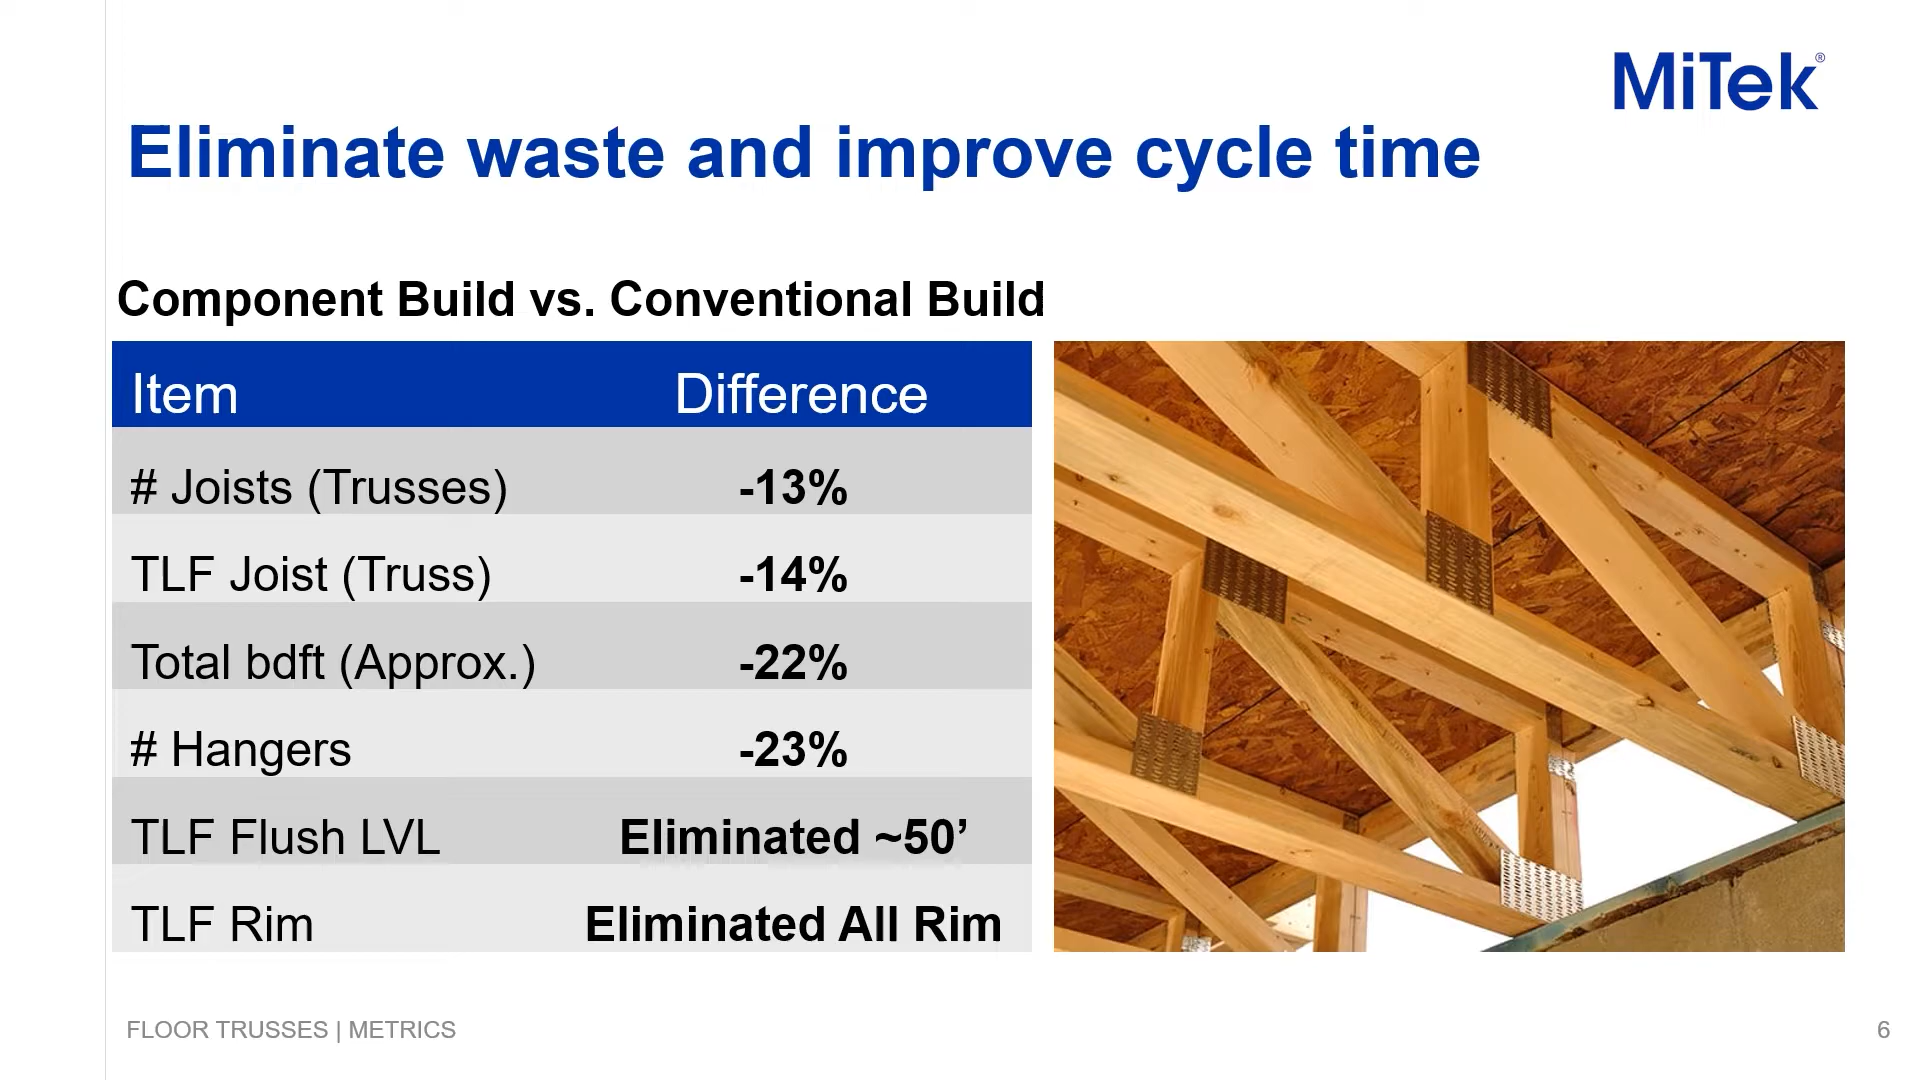 MiTek®
Eliminate waste and improve cycle time
Component Build vs. Conventional Build
Item Difference
# Joists (Trusses) -13%
TLF Joist (Truss) -14%
Total bdft (Approx.) -22%
# Hangers -23%
TLF Flush LVL Eliminated ~50’
TLF Rim Eliminated All Rim
FLOOR TRUSSES | METRICS 6